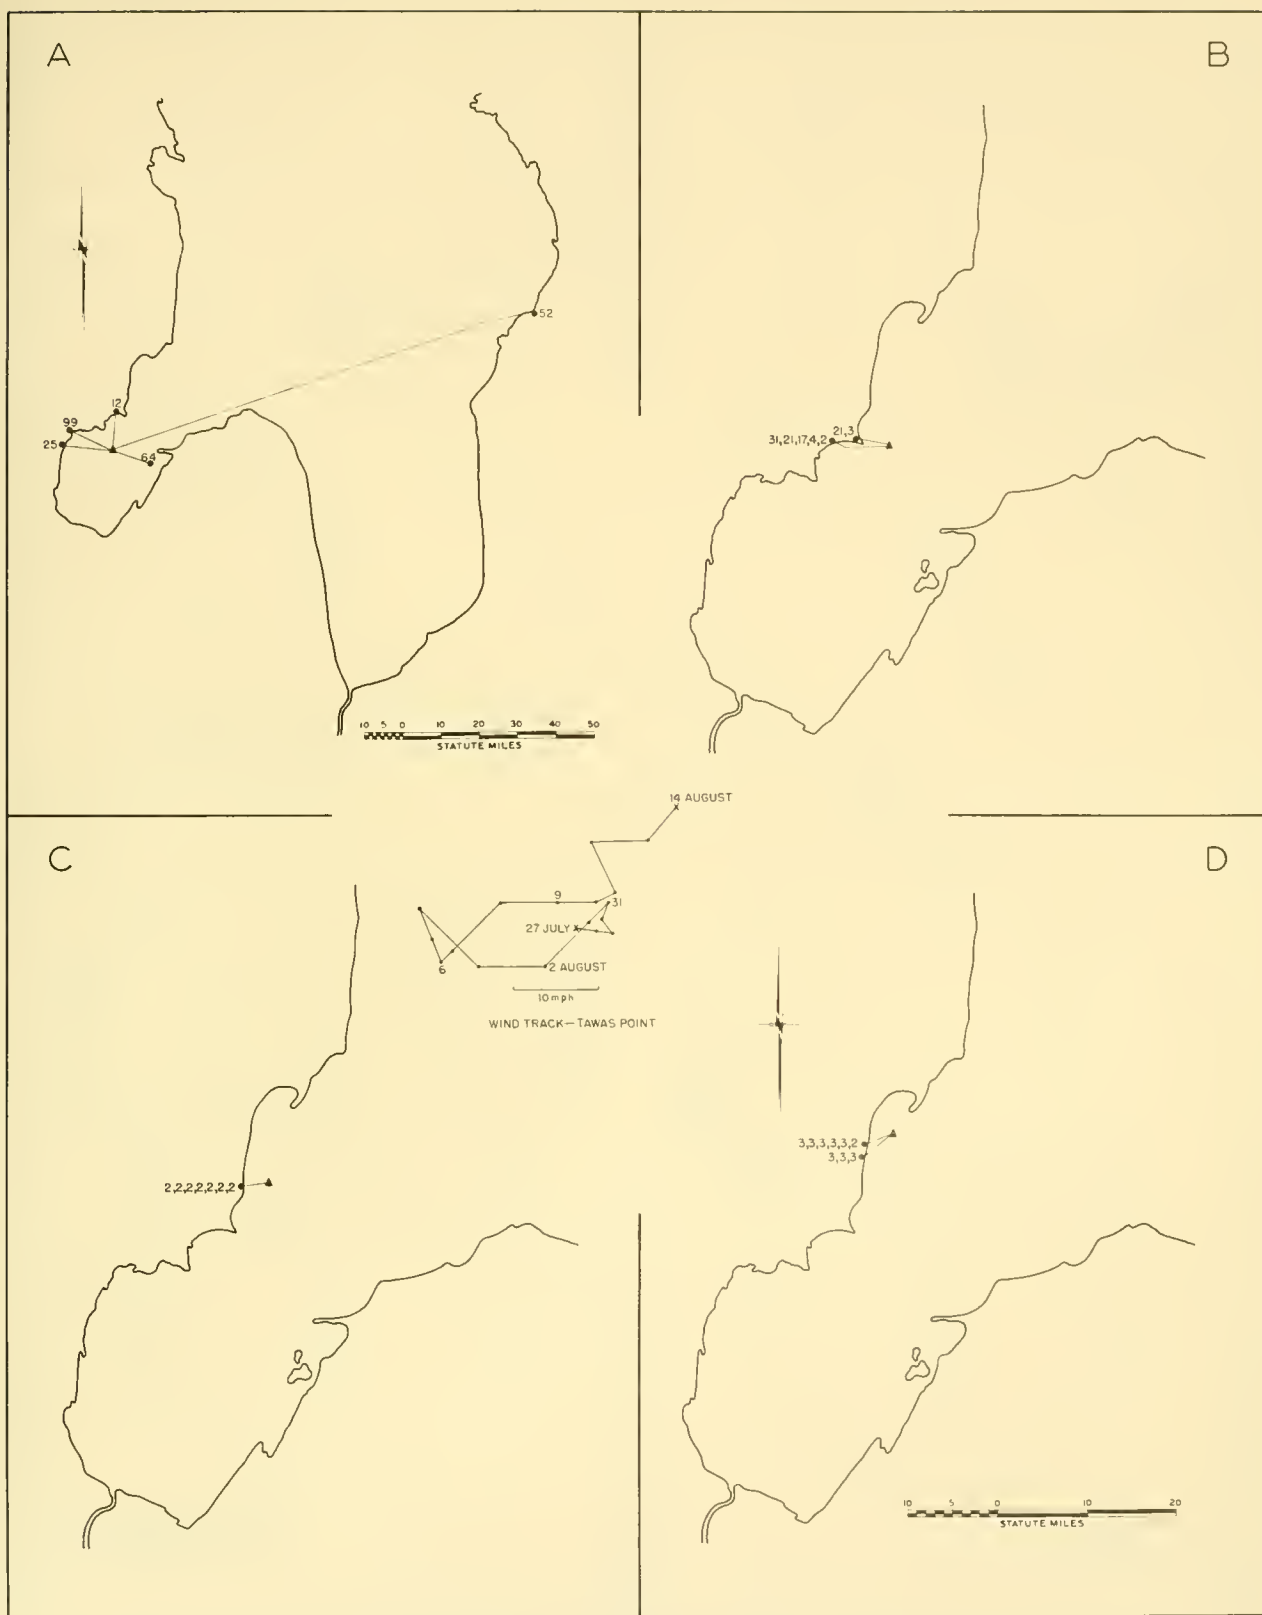 A
B
52
12
99
25
64
21,3
31,21,17,4,2
10 5 0 10 20 30 40 50
STATUTE MILES
14 AUGUST
C
D
9
31
27 JULY
6
2 AUGUST
10 mph
WIND TRACK—TAWAS POINT
3,3,3,3,3,2
3,3,3
2,2,2,2,2,2,2
10 5 0 10 20
STATUTE MILES